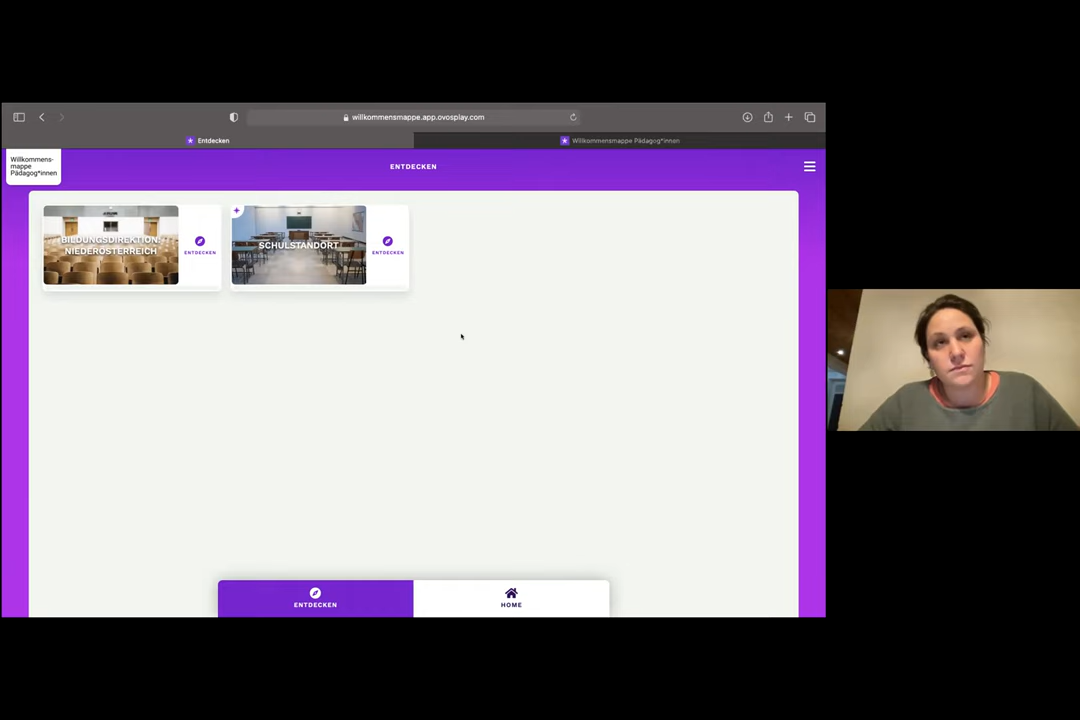 willkommensmappe.app.ovosplay.com
Entdecken
Willkommensmappe Pädagog*innen
Willkommens-
mappe
Pädagog*innen
ENTDECKEN
BILDUNGSDIREKTION:
NIEDERÖSTERREICH
ENTDECKEN
SCHULSTANDORT
ENTDECKEN
ENTDECKEN
HOME